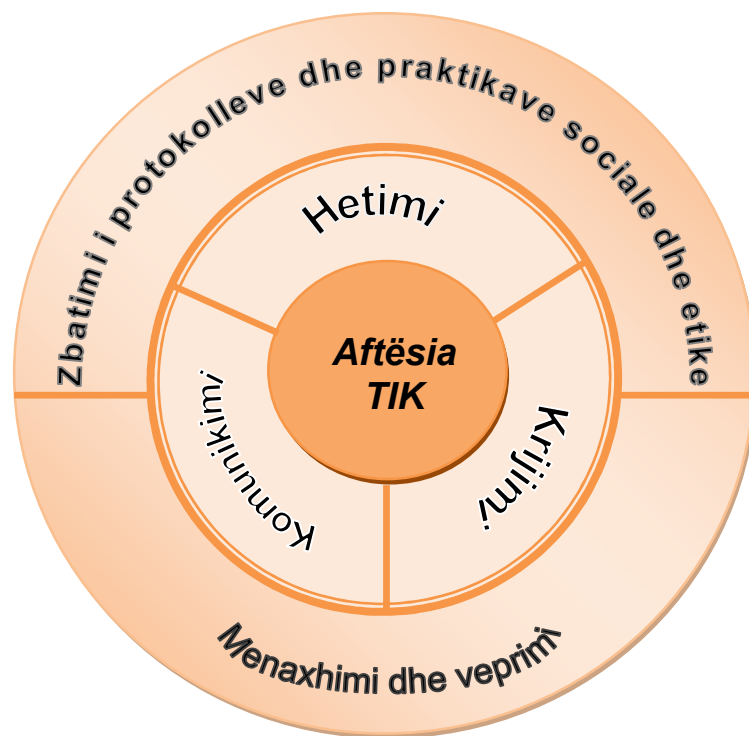 Zbatimi i protokolleve dhe praktikave sociale dhe etike
Hetimi
Aftësia
TIK
Komunikimi
Krijimi
Menaxhimi dhe veprimi